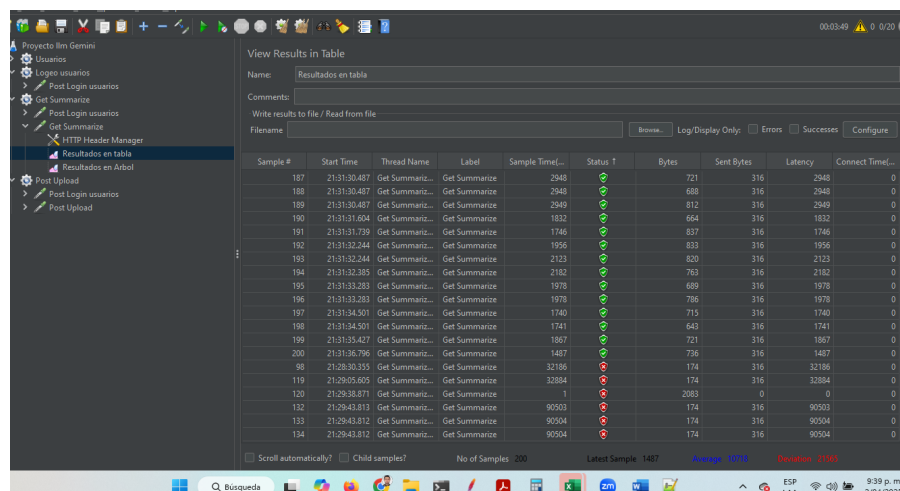 00:03:49 0 0/20
Proyecto llm Gemini
Usuarios
Logeo usuarios
Post Login usuarios
Get Summarize
Post Login usuarios
Get Summarize
HTTP Header Manager
Resultados en tabla
Resultados en Arbol
Post Upload
Post Login usuarios
Post Upload
View Results in Table
Name: Resultados en tabla
Comments:
Write results to file / Read from file
Filename Browse... Log/Display Only: Errors Successes Configure
Sample # Start Time Thread Name Label Sample Time(... Status ↑ Bytes Sent Bytes Latency Connect Time(...
187 21:31:30.487 Get Summariz... Get Summarize 2948 721 316 2948 0
188 21:31:30.487 Get Summariz... Get Summarize 2948 688 316 2948 0
189 21:31:30.487 Get Summariz... Get Summarize 2949 812 316 2949 0
190 21:31:31.604 Get Summariz... Get Summarize 1832 664 316 1832 0
191 21:31:31.739 Get Summariz... Get Summarize 1746 837 316 1746 0
192 21:31:32.244 Get Summariz... Get Summarize 1956 833 316 1956 0
193 21:31:32.244 Get Summariz... Get Summarize 2123 820 316 2123 0
194 21:31:32.385 Get Summariz... Get Summarize 2182 763 316 2182 0
195 21:31:33.283 Get Summariz... Get Summarize 1978 689 316 1978 0
196 21:31:33.283 Get Summariz... Get Summarize 1978 786 316 1978 0
197 21:31:34.501 Get Summariz... Get Summarize 1740 715 316 1740 0
198 21:31:34.501 Get Summariz... Get Summarize 1741 643 316 1741 0
199 21:31:35.427 Get Summariz... Get Summarize 1867 721 316 1867 0
200 21:31:36.796 Get Summariz... Get Summarize 1487 736 316 1487 0
98 21:28:30.355 Get Summariz... Get Summarize 32186 174 316 32186 0
119 21:29:05.605 Get Summariz... Get Summarize 32884 174 316 32884 0
120 21:29:38.871 Get Summariz... Get Summarize 1 2083 0 0 0
132 21:29:43.813 Get Summariz... Get Summarize 90503 174 316 90503 0
133 21:29:43.812 Get Summariz... Get Summarize 90504 174 316 90504 0
134 21:29:43.812 Get Summariz... Get Summarize 90504 174 316 90504 0
Scroll automatically? Child samples? No of Samples 200 Latest Sample 1487 Average 10718 Deviation 21565
Búsqueda zm ESP 9:39 p. m.